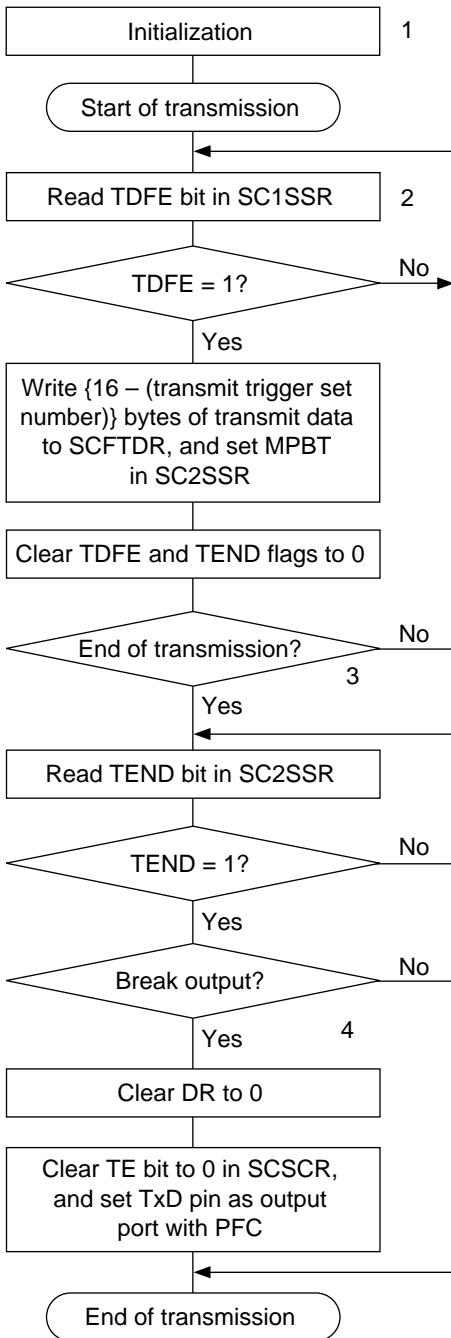 Initialization
1
Start of transmission
Read TDFE bit in SC1SSR
2
TDFE = 1?
No
Yes
Write {16 – (transmit trigger set
number)} bytes of transmit data
to SCFTDR, and set MPBT
in SC2SSR
Clear TDFE and TEND flags to 0
End of transmission?
No
3
Yes
Read TEND bit in SC2SSR
TEND = 1?
No
Yes
Break output?
No
4
Yes
Clear DR to 0
Clear TE bit to 0 in SCSCR,
and set TxD pin as output
port with PFC
End of transmission